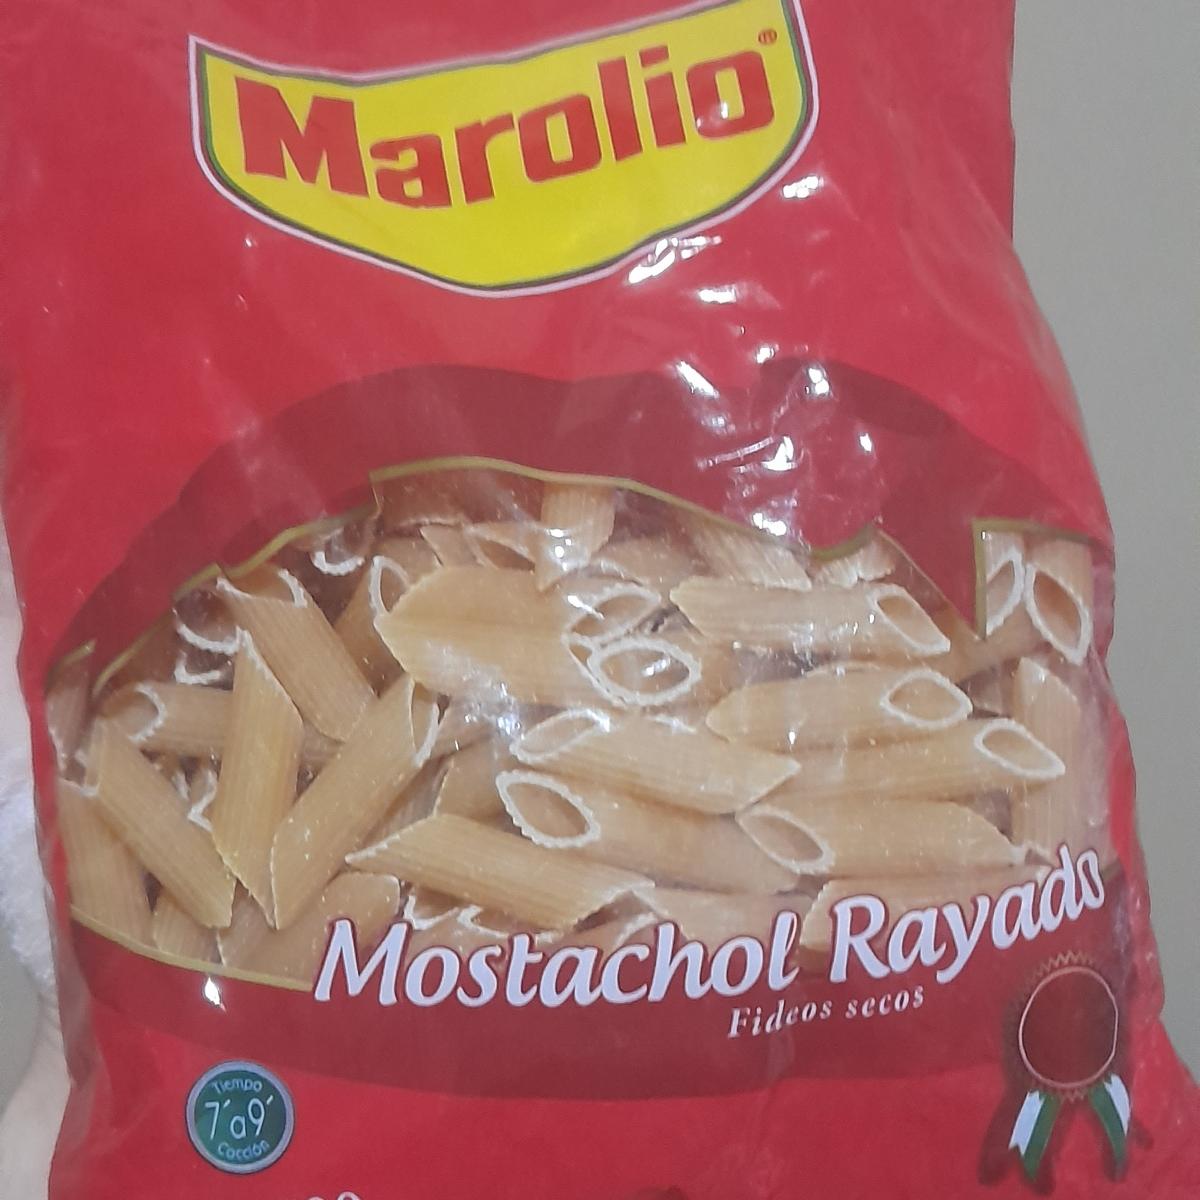 Marolio®
Mostachol Rayado
Fideos secos
Tiempo
7´a9´
Cocción